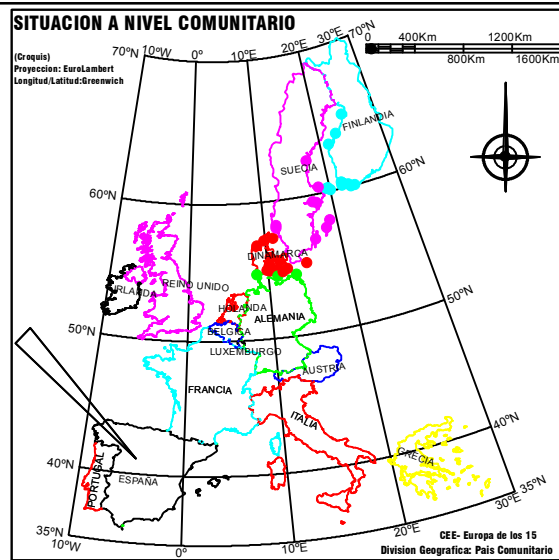 SITUACION A NIVEL COMUNITARIO
(Croquis)
Proyeccion: EuroLambert
Longitud/Latitud:Greenwich
70ºN 10ºW 0º 10ºE 20ºE 30ºE 70ºN
0 400Km 1200Km
800Km 1600Km
FINLANDIA
SUECIA
60ºN
60ºN
DINAMARCA
REINO UNIDO
IRLANDA
HOLANDA
ALEMANIA
50ºN
50ºN
BELGICA
LUXEMBURGO
AUSTRIA
FRANCIA
ITALIA
40ºN
GRECIA
40ºN
PORTUGAL
ESPAÑA
35ºN
10ºW 0º 10ºE 20ºE 30ºE
35ºN
CEE- Europa de los 15
Division Geografica: Pais Comunitario